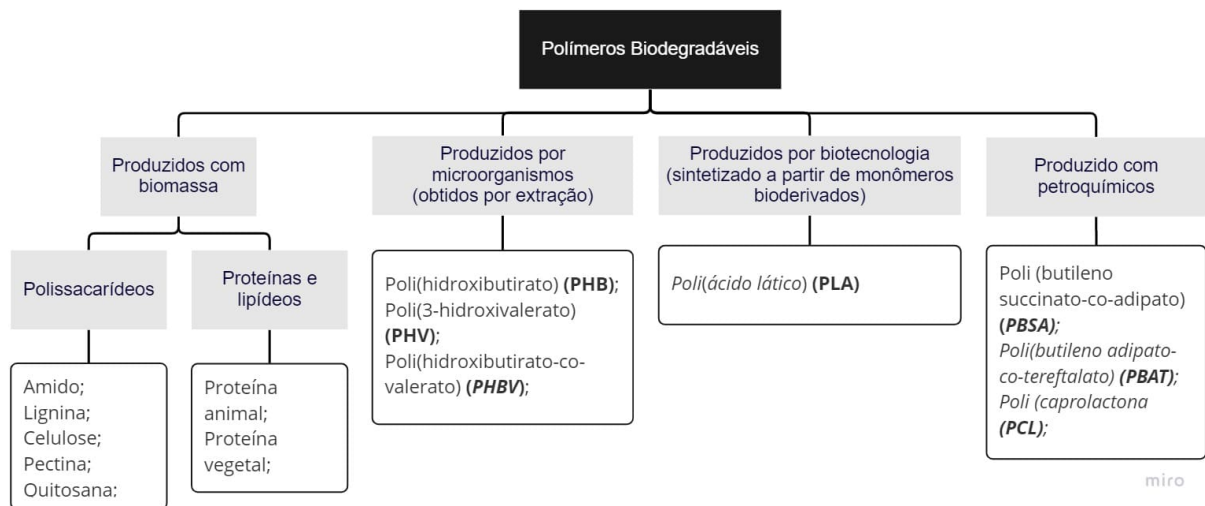 Polímeros Biodegradáveis
Produzidos com
biomassa
Produzidos por
microorganismos
(obtidos por extração)
Produzidos por biotecnologia
(sintetizado a partir de monômeros
bioderivados)
Produzido com
petroquímicos
Polissacarídeos
Proteínas e
lipídeos
Amido;
Lignina;
Celulose;
Pectina;
Quitosana;
Proteína
animal;
Proteína
vegetal;
Poli(hidroxibutirato) (PHB);
Poli(3-hidroxivalerato)
(PHV);
Poli(hidroxibutirato-co-
valerato) (PHBV);
Poli(ácido lático) (PLA)
Poli (butileno
succinato-co-adipato)
(PBSA);
Poli(butileno adipato-
co-tereftalato) (PBAT);
Poli (caprolactona
(PCL);
miro